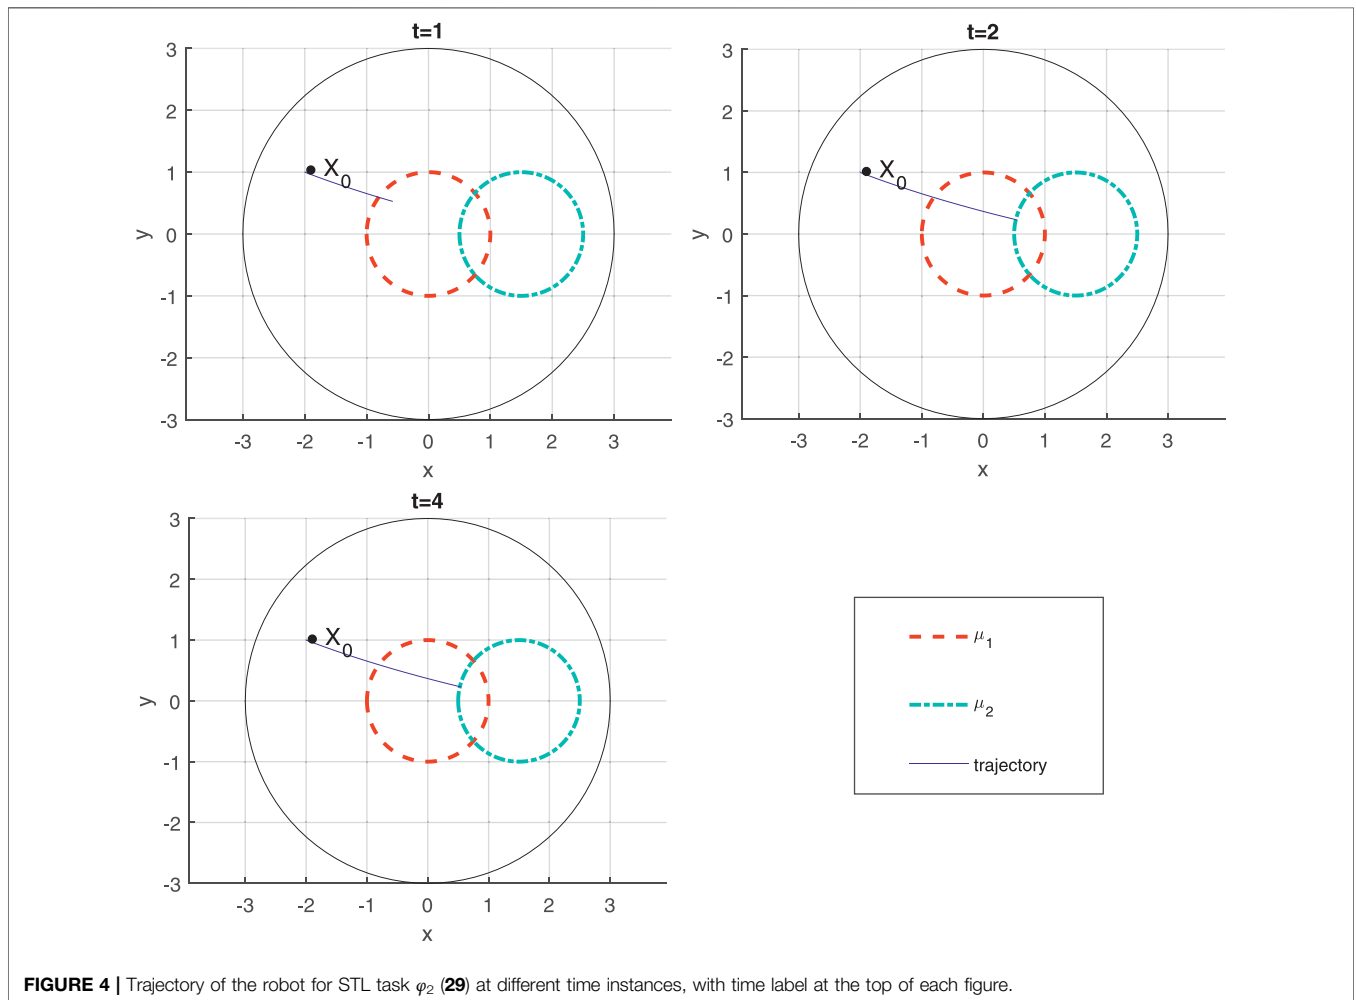 t=1
3
2
1
0
-1
-2
-3
y
X0
-3 -2 -1 0 1 2 3
x
t=2
3
2
1
0
-1
-2
-3
y
X0
-3 -2 -1 0 1 2 3
x
t=4
3
2
1
0
-1
-2
-3
y
X0
-3 -2 -1 0 1 2 3
x
μ1
μ2
trajectory
FIGURE 4 | Trajectory of the robot for STL task φ2 (29) at different time instances, with time label at the top of each figure.